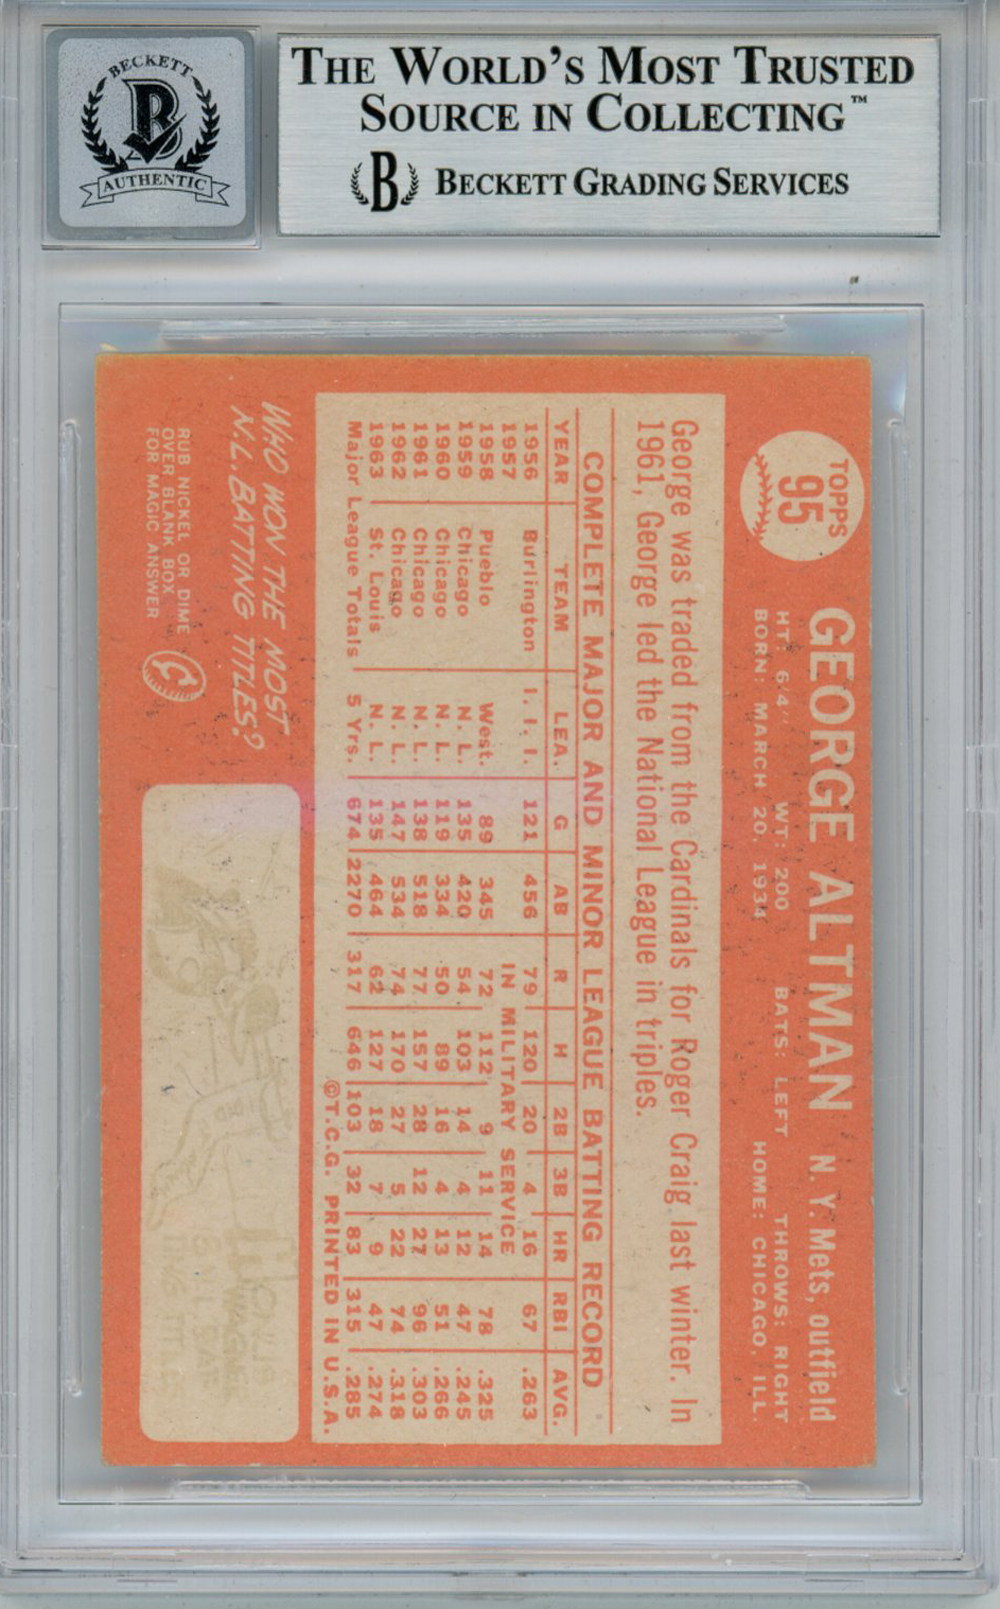 BECKETT
B
AUTHENTIC
THE WORLD'S MOST TRUSTED
SOURCE IN COLLECTING™
B BECKETT GRADING SERVICES
TOPPS
95
GEORGE ALTMAN N. Y. Mets, outfield
HT: 6'4" WT: 200 BATS: LEFT THROWS: RIGHT
BORN: MARCH 20, 1934 HOME: CHICAGO, ILL.
George was traded from the Cardinals for Roger Craig last winter. In
1961, George led the National League in triples.
COMPLETE MAJOR AND MINOR LEAGUE BATTING RECORD
YEAR TEAM LEA. G AB R H 2B 3B HR RBI AVG.
1956 Burlington I. I. I. 121 456 79 120 20 4 16 67 .263
1957 IN MILITARY SERVICE
1958 Pueblo West. 89 345 72 112 9 11 14 78 .325
1959 Chicago N. L. 135 420 54 103 14 4 12 47 .245
1960 Chicago N. L. 119 334 50 89 16 4 13 51 .266
1961 Chicago N. L. 138 518 77 157 28 12 27 96 .303
1962 Chicago N. L. 147 534 74 170 27 5 22 74 .318
1963 St. Louis N. L. 135 464 62 127 18 7 9 47 .274
Major League Totals 5 Yrs. 674 2270 317 646 103 32 83 315 .285
©T.C.G. PRINTED IN U.S.A.
WHO WON THE MOST
N.L. BATTING TITLES?
RUB NICKEL OR DIME
OVER BLANK BOX
FOR MAGIC ANSWER